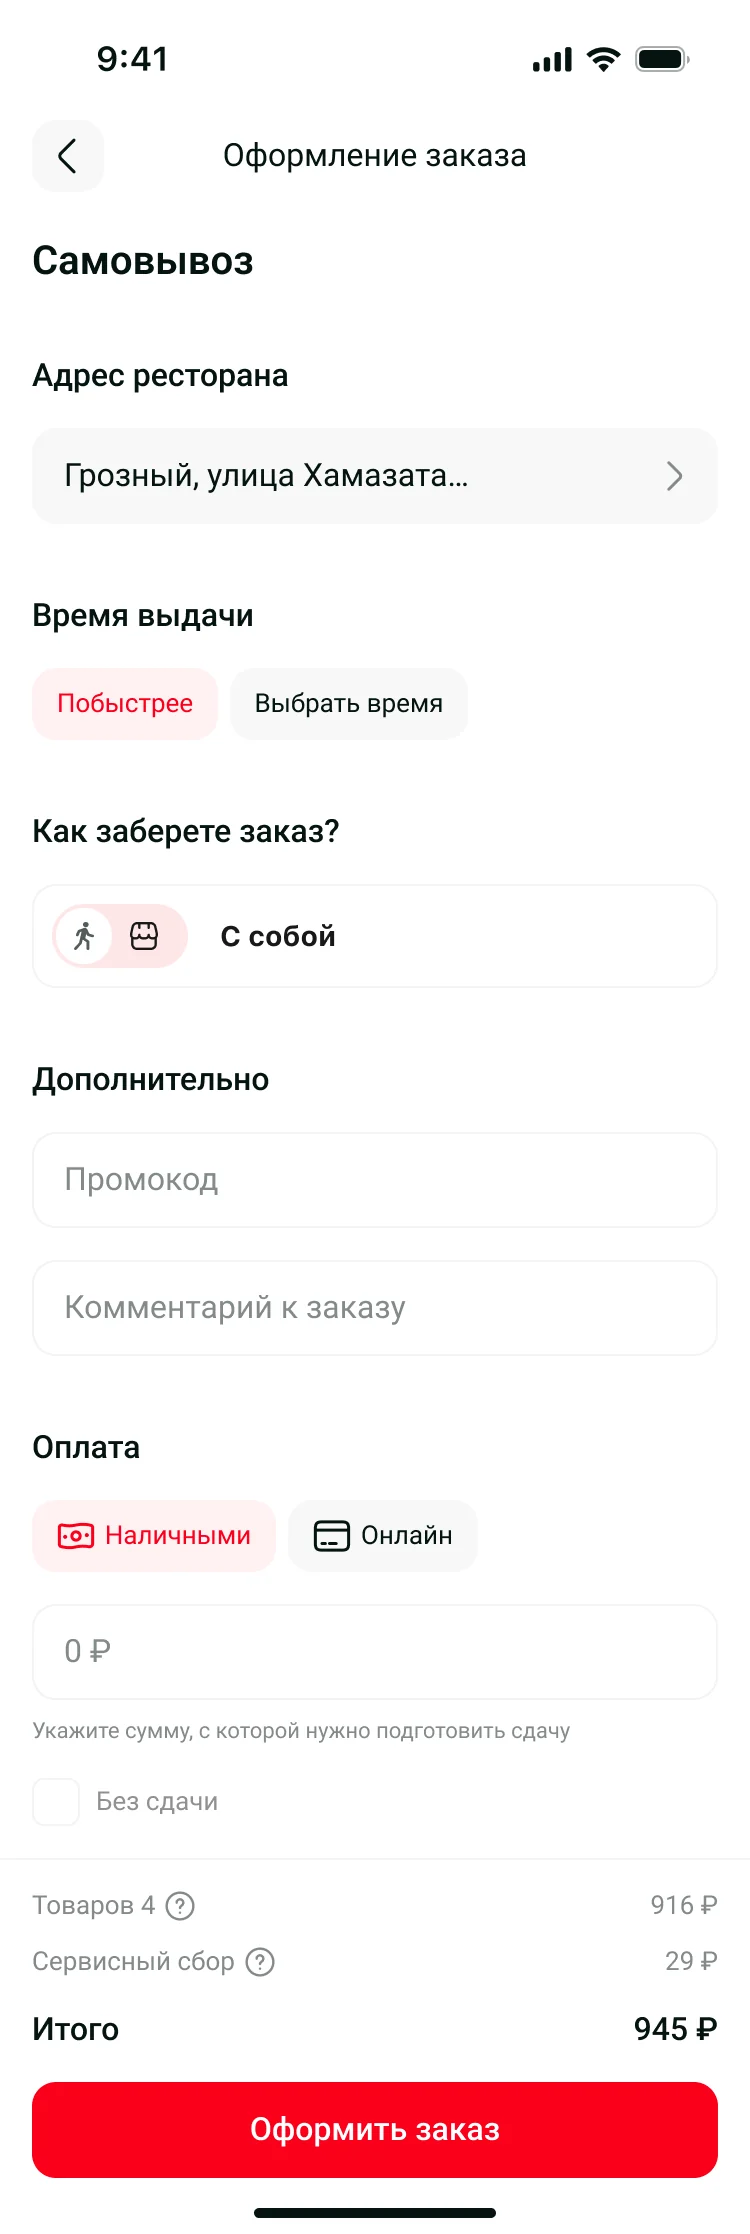 9:41
Оформление заказа
Самовывоз
Адрес ресторана
Грозный, улица Хамазата...
Время выдачи
Побыстрее
Выбрать время
Как заберете заказ?
С собой
Дополнительно
Промокод
Комментарий к заказу
Оплата
Наличными
Онлайн
0 ₽
Укажите сумму, с которой нужно подготовить сдачу
Без сдачи
Товаров 4 ? 916 ₽
Сервисный сбор ? 29 ₽
Итого 945 ₽
Оформить заказ